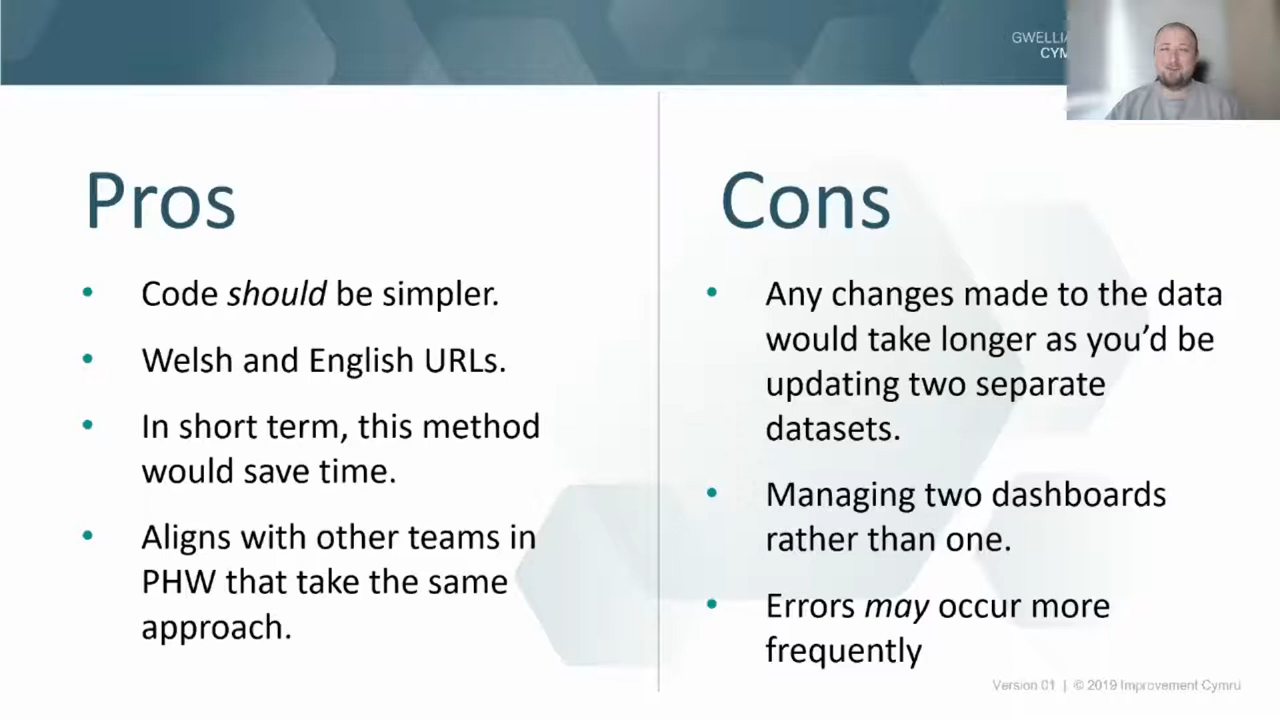 Pros
• Code should be simpler.
• Welsh and English URLs.
• In short term, this method
would save time.
• Aligns with other teams in
PHW that take the same
approach.
Cons
• Any changes made to the data
would take longer as you’d be
updating two separate
datasets.
• Managing two dashboards
rather than one.
• Errors may occur more
frequently
Version 01 | © 2019 Improvement Cymru